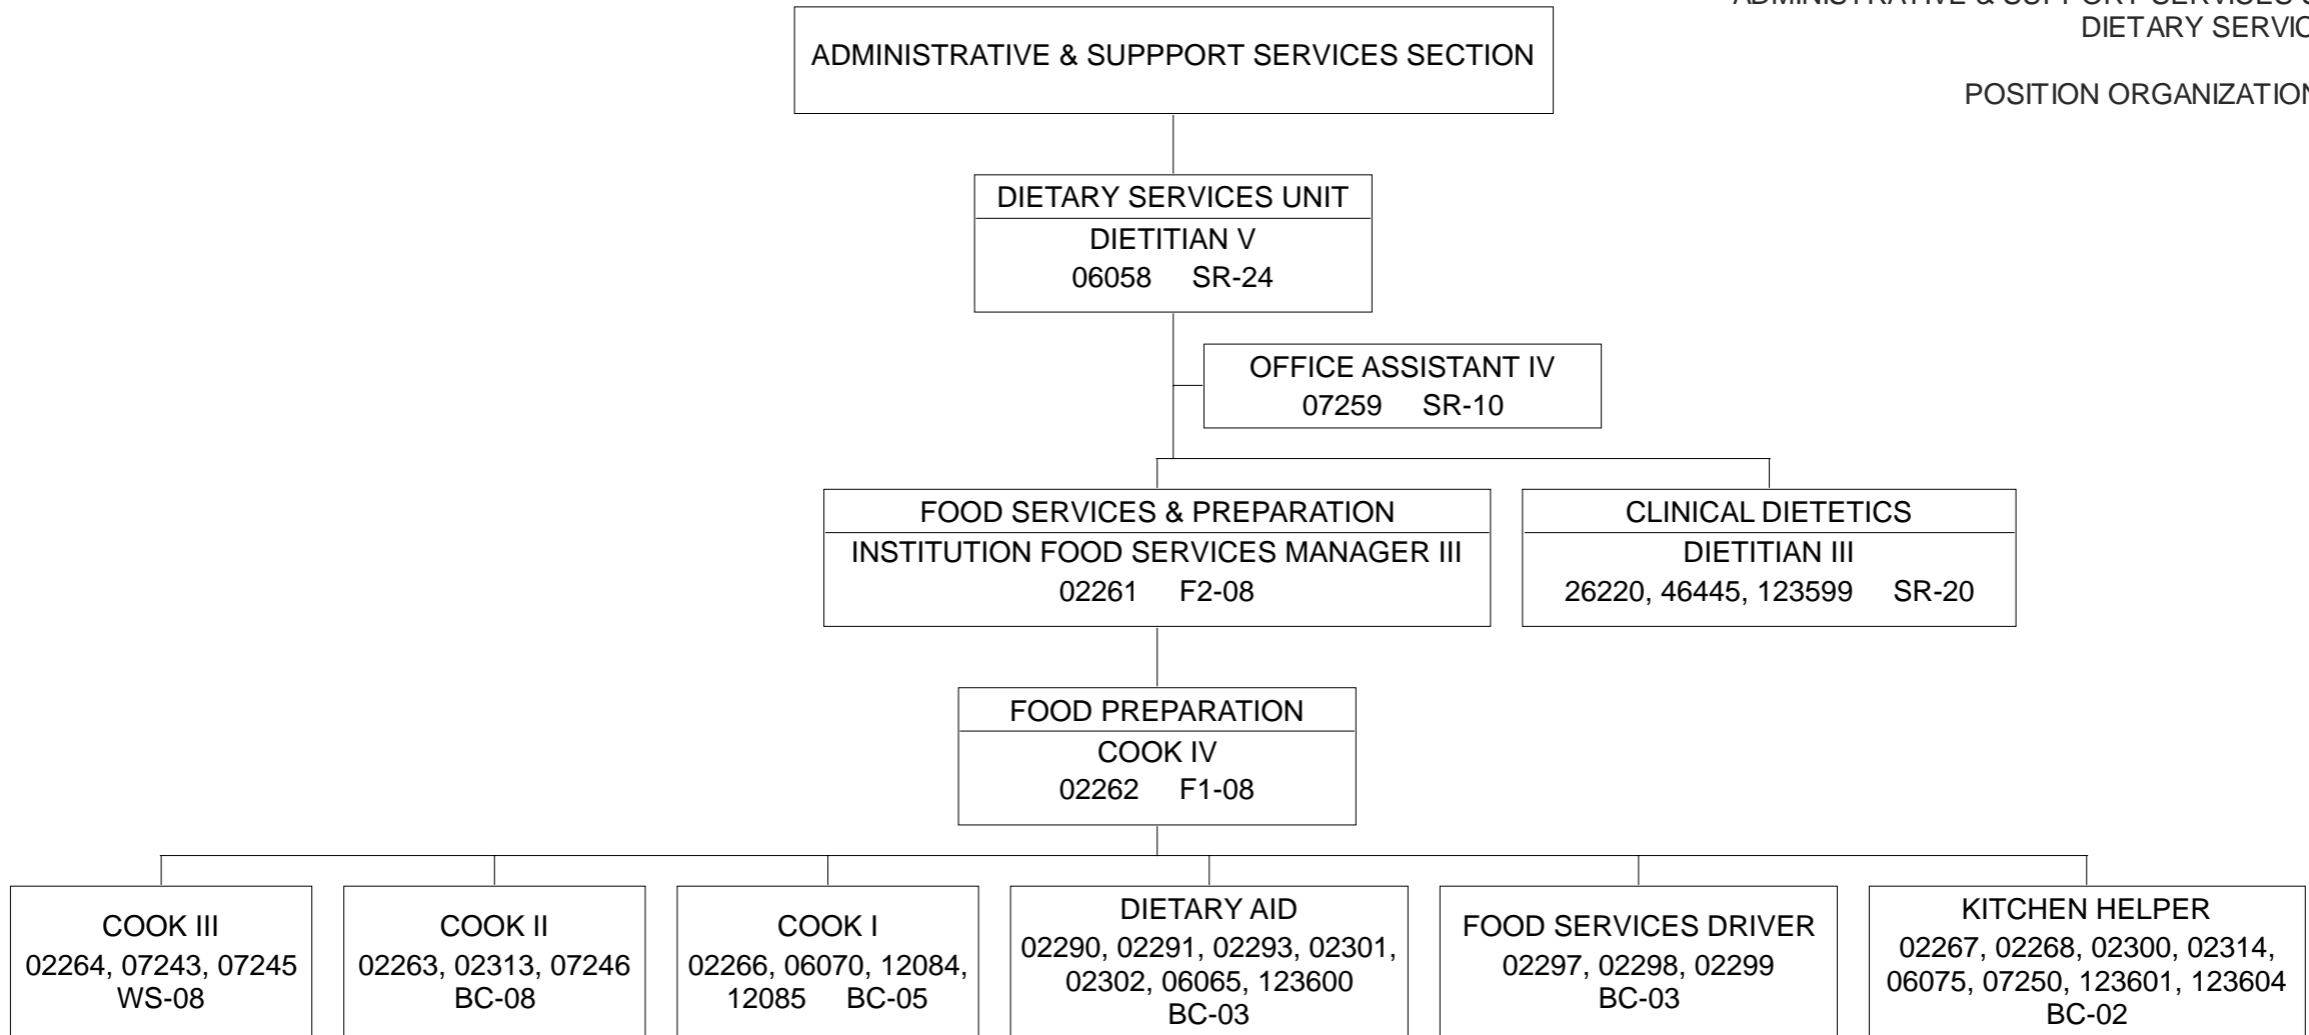 ADMINISTRATIVE & SUPPORT SERVICES
DIETARY
POSITION
ADMINISTRATIVE & SUPPPORT SERVICES SECTION
DIETARY SERVICES UNIT
DIETITIAN V
06058 SR-24
OFFICE ASSISTANT IV
07259 SR-10
FOOD SERVICES & PREPARATION
INSTITUTION FOOD SERVICES MANAGER III
02261 F2-08
CLINICAL DIETETICS
DIETITIAN III
26220, 46445, 123599 SR-20
FOOD PREPARATION
COOK IV
02262 F1-08
COOK III
02264, 07243, 07245
WS-08
COOK II
02263, 02313, 07246
BC-08
COOK I
02266, 06070, 12084,
12085 BC-05
DIETARY AID
02290, 02291, 02293, 02301,
02302, 06065, 123600
BC-03
FOOD SERVICES DRIVER
02297, 02298, 02299
BC-03
KITCHEN HELPER
02267, 02268, 02300, 02314,
06075, 07250, 123601, 123604
BC-02